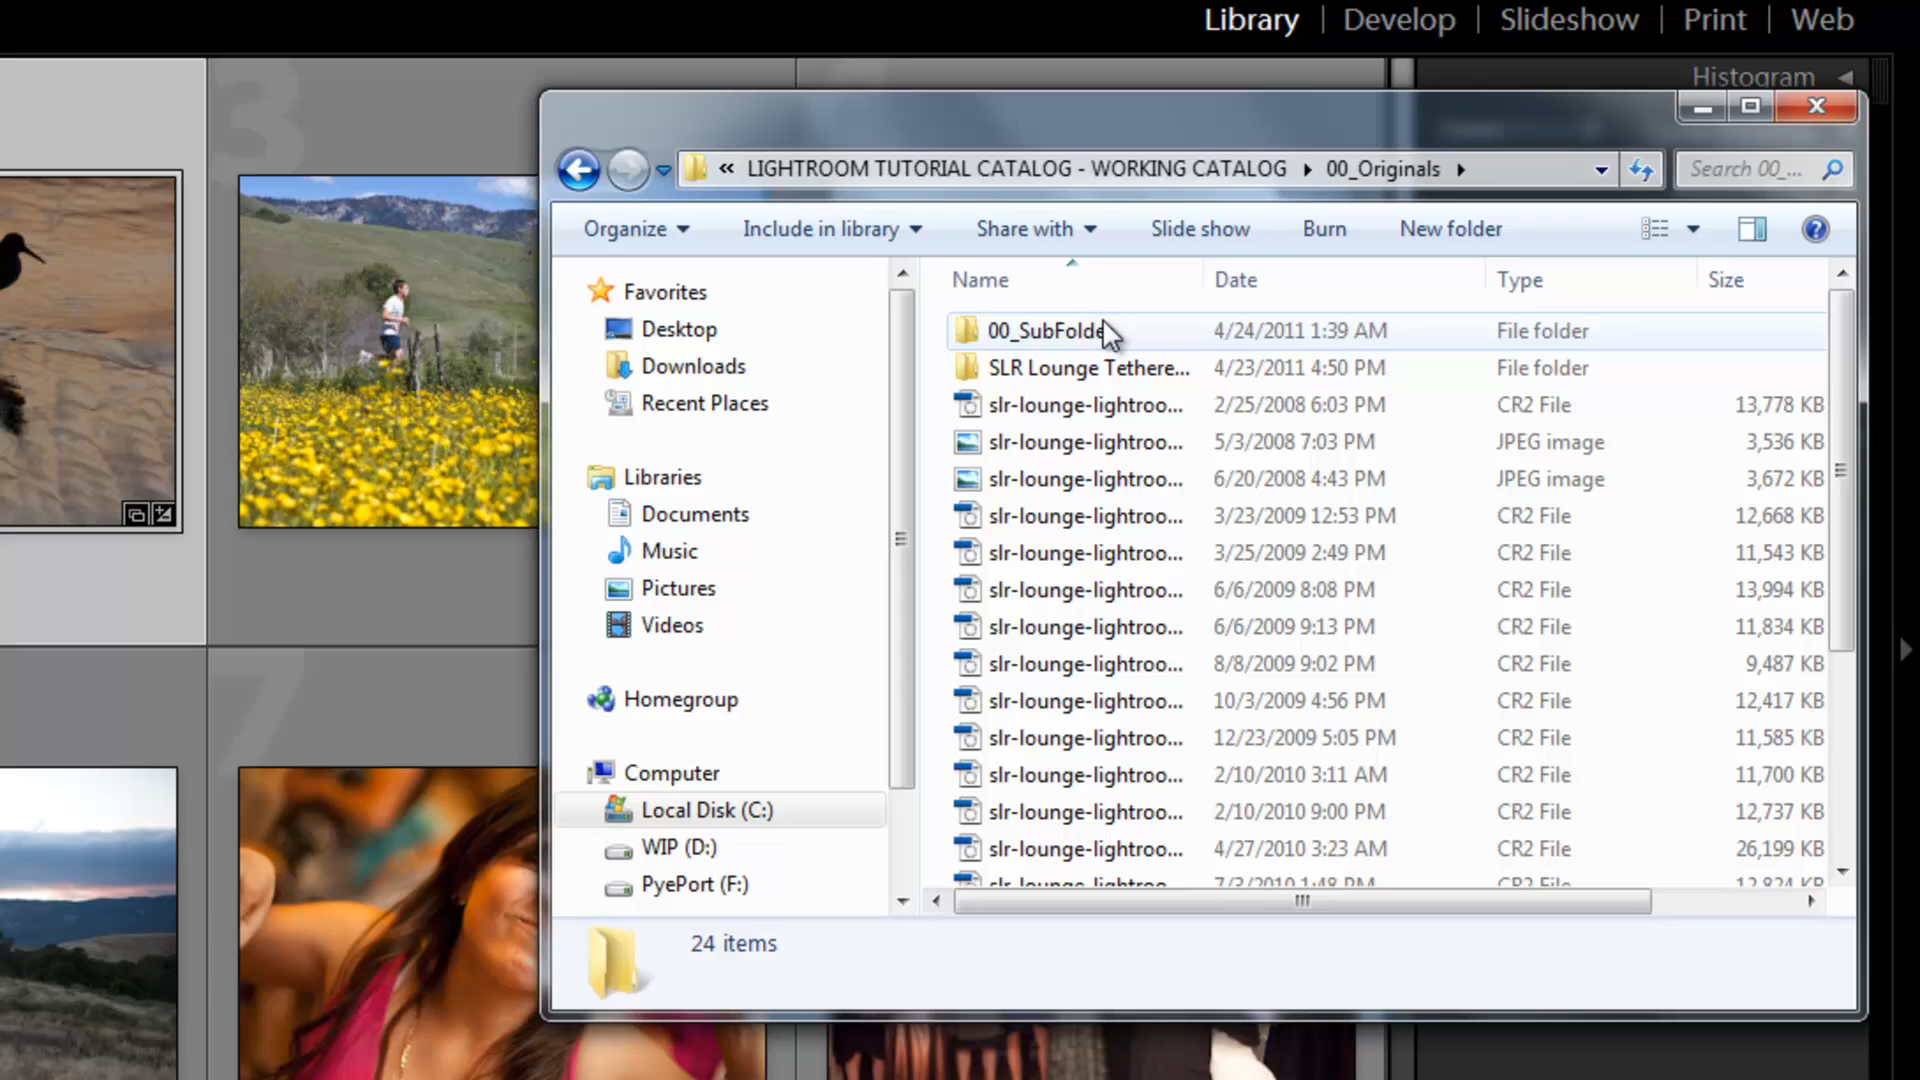 Library | Develop | Slideshow | Print | Web
Histogram
3
« LIGHTROOM TUTORIAL CATALOG - WORKING CATALOG 00_Originals
Search 00_...
Organize Include in library Share with Slide show Burn New folder
Favorites
Desktop
Downloads
Recent Places
Libraries
Documents
Music
Pictures
Videos
Homegroup
Computer
Local Disk (C:)
WIP (D:)
PyePort (F:)
Name Date Type Size
00_SubFolde 4/24/2011 1:39 AM File folder
SLR Lounge Tethere... 4/23/2011 4:50 PM File folder
slr-lounge-lightroo... 2/25/2008 6:03 PM CR2 File 13,778 KB
slr-lounge-lightroo... 5/3/2008 7:03 PM JPEG image 3,536 KB
slr-lounge-lightroo... 6/20/2008 4:43 PM JPEG image 3,672 KB
slr-lounge-lightroo... 3/23/2009 12:53 PM CR2 File 12,668 KB
slr-lounge-lightroo... 3/25/2009 2:49 PM CR2 File 11,543 KB
slr-lounge-lightroo... 6/6/2009 8:08 PM CR2 File 13,994 KB
slr-lounge-lightroo... 6/6/2009 9:13 PM CR2 File 11,834 KB
slr-lounge-lightroo... 8/8/2009 9:02 PM CR2 File 9,487 KB
slr-lounge-lightroo... 10/3/2009 4:56 PM CR2 File 12,417 KB
slr-lounge-lightroo... 12/23/2009 5:05 PM CR2 File 11,585 KB
slr-lounge-lightroo... 2/10/2010 3:11 AM CR2 File 11,700 KB
slr-lounge-lightroo... 2/10/2010 9:00 PM CR2 File 12,737 KB
slr-lounge-lightroo... 4/27/2010 3:23 AM CR2 File 26,199 KB
slr-lounge-lightroo... 7/3/2010 1:48 PM CR2 File 12,824 KB
24 items
7